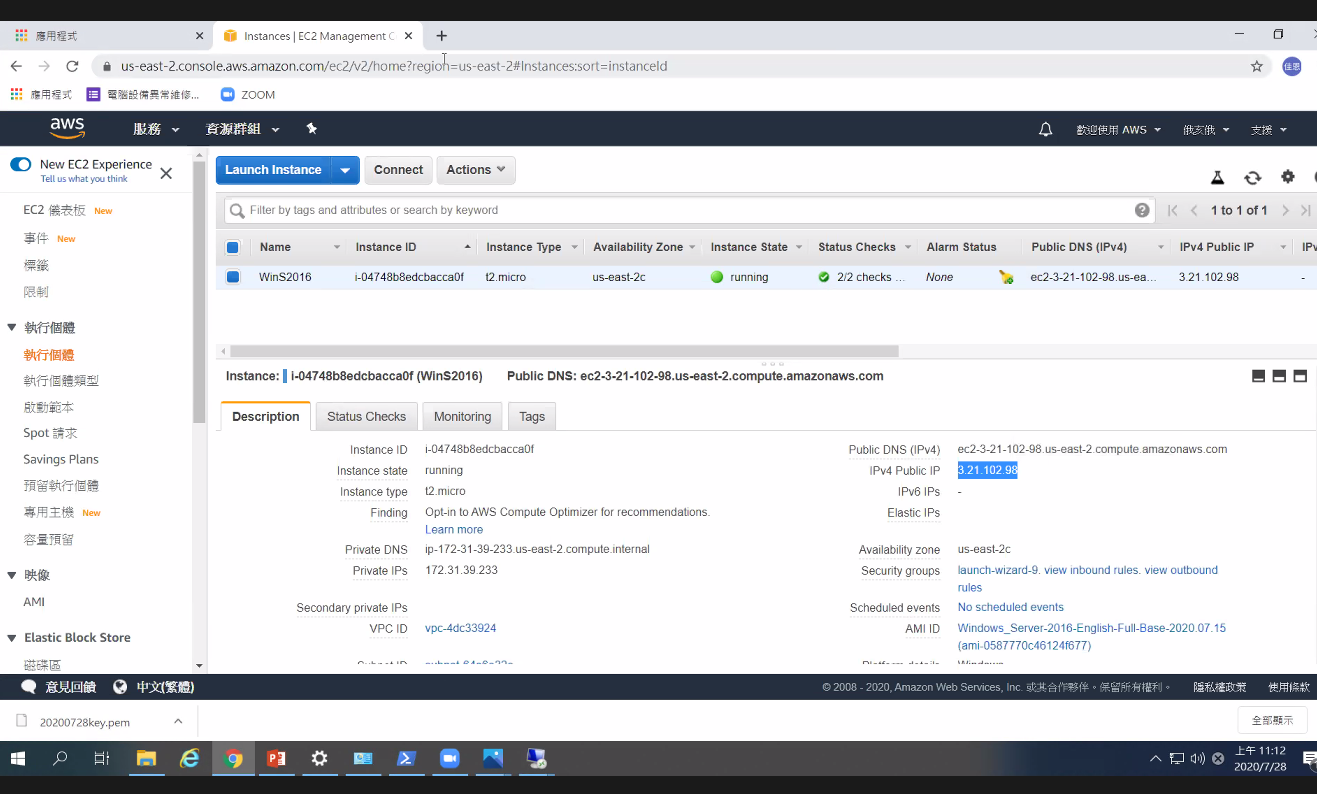 應用程式
Instances | EC2 Management C
us-east-2.console.aws.amazon.com/ec2/v2/home?region=us-east-2#Instances:sort=instanceId
佳恩
應用程式
電腦設備異常維修...
ZOOM
aws
服務
資源群組
歡迎使用 AWS
支援
New EC2 Experience
Tell us what you think
EC2 儀表板 New
事件 New
標籤
限制
執行個體
執行個體
執行個體類型
啟動範本
Spot 請求
Savings Plans
預留執行個體
專用主機 New
容量預留
映像
AMI
Elastic Block Store
磁碟區
Launch Instance
Connect
Actions
Filter by tags and attributes or search by keyword
1 to 1 of 1
Name Instance ID Instance Type Availability Zone Instance State Status Checks Alarm Status Public DNS (IPv4) IPv4 Public IP IPv
WinS2016 i-04748b8edcbacca0f t2.micro us-east-2c running 2/2 checks ... None ec2-3-21-102-98.us-ea... 3.21.102.98 -
Instance: i-04748b8edcbacca0f (WinS2016) Public DNS: ec2-3-21-102-98.us-east-2.compute.amazonaws.com
Description Status Checks Monitoring Tags
Instance ID i-04748b8edcbacca0f
Instance state running
Instance type t2.micro
Finding Opt-in to AWS Compute Optimizer for recommendations.
Learn more
Private DNS ip-172-31-39-233.us-east-2.compute.internal
Private IPs 172.31.39.233
Secondary private IPs
VPC ID vpc-4dc33924
Public DNS (IPv4) ec2-3-21-102-98.us-east-2.compute.amazonaws.com
IPv4 Public IP 3.21.102.98
IPv6 IPs -
Elastic IPs
Availability zone us-east-2c
Security groups launch-wizard-9. view inbound rules. view outbound
rules
Scheduled events No scheduled events
AMI ID Windows_Server-2016-English-Full-Base-2020.07.15
(ami-0587770c46124f677)
意見回饋
中文(繁體)
© 2008 - 2020, Amazon Web Services, Inc. 或其合作夥伴。保留所有權利。
隱私權政策
使用條款
20200728key.pem
全部顯示
上午 11:12
2020/7/28